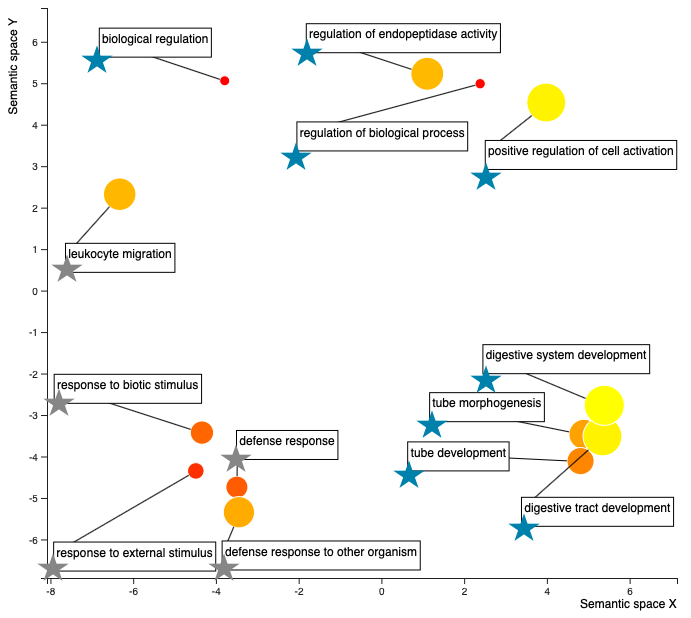 Semantic space Y
6
5
4
3
2
1
0
-1
-2
-3
-4
-5
-6
biological regulation
regulation of endopeptidase activity
regulation of biological process
positive regulation of cell activation
leukocyte migration
digestive system development
response to biotic stimulus
tube morphogenesis
defense response
tube development
digestive tract development
response to external stimulus
defense response to other organism
-8
-6
-4
-2
0
2
4
6
Semantic space X